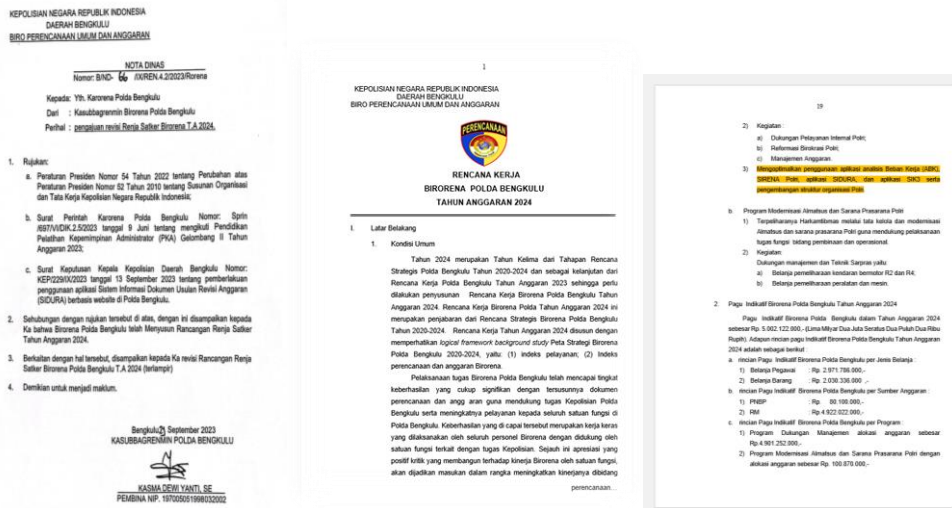 KEPOLISIAN NEGARA REPUBLIK INDONESIA
DAERAH BENGKULU
BIRO PERENCANAAN UMUM DAN ANGGARAN
NOTA DINAS
Nomor: B/ND- 66 /IX/REN.4.2/2023/Rorena
Kepada: Yth. Karorena Polda Bengkulu
Dari : Kasubbagrenmin Birorena Polda Bengkulu
Perihal : pengajuan revisi Renja Satker Birorena T.A 2024.
1. Rujukan:
a. Peraturan Presiden Nomor 54 Tahun 2022 tentang Perubahan atas
Peraturan Presiden Nomor 52 Tahun 2010 tentang Susunan Organisasi
dan Tata Kerja Kepolisian Negara Republik Indonesia;
b. Surat Perintah Karorena Polda Bengkulu Nomor: Sprin
/697/VI/DIK.2.5/2023 tanggal 9 Juni tentang mengikuti Pendidikan
Pelatihan Kepemimpinan Administrator (PKA) Gelombang II Tahun
Anggaran 2023;
c. Surat Keputusan Kepala Kepolisian Daerah Bengkulu Nomor:
KEP/229/IX/2023 tanggal 13 September 2023 tentang pemberlakuan
penggunaan aplikasi Sistem Informasi Dokumen Usulan Revisi Anggaran
(SIDURA) berbasis website di Polda Bengkulu.
2. Sehubungan dengan rujukan tersebut di atas, dengan ini disampaikan kepada
Ka bahwa Birorena Polda Bengkulu telah Menyusun Rancangan Renja Satker
Tahun Anggaran 2024.
3. Berkaitan dengan hal tersebut, disampaikan kepada Ka revisi Rancangan Renja
Satker Birorena Polda Bengkulu T.A 2024 (terlampir)
4. Demikian untuk menjadi maklum.
Bengkulu, 21 September 2023
KASUBBAGRENMIN POLDA BENGKULU
KASMA DEWI YANTI, SE
PEMBINA NIP. 197005051998032002
1
KEPOLISIAN NEGARA REPUBLIK INDONESIA
DAERAH BENGKULU
BIRO PERENCANAAN UMUM DAN ANGGARAN
PERENCANAAN
RENCANA KERJA
BIRORENA POLDA BENGKULU
TAHUN ANGGARAN 2024
I. Latar Belakang
1. Kondisi Umum
Tahun 2024 merupakan Tahun Kelima dari Tahapan Rencana
Strategis Polda Bengkulu Tahun 2020-2024 dan sebagai kelanjutan dari
Rencana Kerja Polda Bengkulu Tahun Anggaran 2023 sehingga perlu
dilakukan penyusunan Rencana Kerja Birorena Polda Bengkulu Tahun
Anggaran 2024. Rencana Kerja Birorena Polda Tahun Anggaran 2024 ini
merupakan penjabaran dari Rencana Strategis Birorena Polda Bengkulu
Tahun 2020-2024. Rencana Kerja Tahun Anggaran 2024 disusun dengan
memperhatikan logical framework background study Peta Strategi Birorena
Polda Bengkulu 2020-2024, yaitu: (1) indeks pelayanan; (2) Indeks
perencanaan dan anggaran Birorena.
Pelaksanaan tugas Birorena Polda Bengkulu telah mencapai tingkat
keberhasilan yang cukup signifikan dengan tersusunnya dokumen
perencanaan dan angg aran guna mendukung tugas Kepolisian Polda
Bengkulu serta meningkatnya pelayanan kepada seluruh satuan fungsi di
Polda Bengkulu. Keberhasilan yang di capai tersebut merupakan kerja keras
yang dilaksanakan oleh seluruh personel Birorena dengan didukung oleh
satuan fungsi terkait dengan tugas Kepolisian. Sejauh ini apresiasi yang
positif kritik yang membangun terhadap kinerja Birorena oleh satuan fungsi,
akan dijadikan masukan dalam rangka meningkatkan kinerjanya dibidang
perencanaan...
19
2) Kegiatan :
a) Dukungan Pelayanan Internal Polri;
b) Reformasi Birokrasi Polri;
c) Manajemen Anggaran.
3) Mengoptimalkan penggunaan aplikasi analisis Beban Kerja (ABK),
SIRENA Polri, aplikasi SIDURA, dan aplikasi SIK3 serta
pengembangan struktur organisasi Polri.
b. Program Modernisasi Almatsus dan Sarana Prasarana Polri
1) Terpeliharanya Harkamtibmas melalui tata kelola dan modernisasi
Almatsus dan sarana prasarana Polri guna mendukung pelaksanaan
tugas fungsi bidang pembinaan dan operasional.
2) Kegiatan:
Dukungan manajemen dan Teknik Sarpras yaitu:
a) Belanja pemeliharaan kendaraan bermotor R2 dan R4;
b) Belanja pemeliharaan peralatan dan mesin.
2. Pagu Indikatif Birorena Polda Bengkulu Tahun Anggaran 2024
Pagu Indikatif Birorena Polda Bengkulu dalam Tahun Anggaran 2024
sebesar Rp. 5.002.122.000,- (Lima Milyar Dua Juta Seratus Dua Puluh Dua Ribu
Rupiah). Adapun rincian pagu Indikatif Birorena Polda Bengkulu Tahun Anggaran
2024 adalah sebagai berikut :
a. rincian Pagu Indikatif Birorena Polda Bengkulu per Jenis Belanja :
1) Belanja Pegawai : Rp. 2.971.786.000,-
2) Belanja Barang : Rp. 2.030.336.000 ,-
b. rincian Pagu Indikatif Birorena Polda Bengkulu per Sumber Anggaran :
1) PNBP : Rp. 80.100.000,-
2) RM : Rp.4.922.022.000,-
c. rincian Pagu Indikatif Birorena Polda Bengkulu per Program :
1) Program Dukungan Manajemen alokasi anggaran sebesar
Rp.4.901.252.000,-
2) Program Modernisasi Almatsus dan Sarana Prasarana Polri dengan
alokasi anggaran sebesar Rp. 100.870.000,-